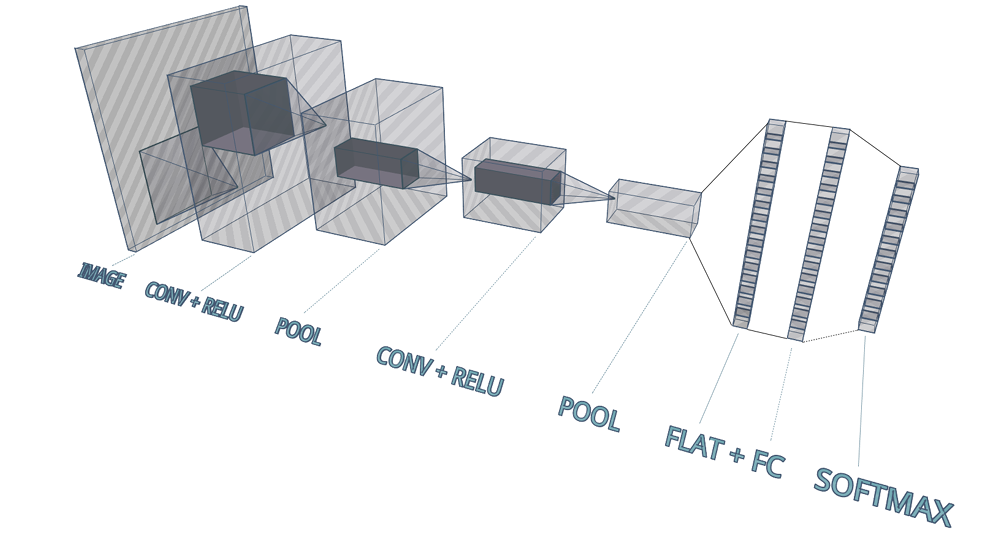 IMAGE
CONV + RELU
POOL
CONV + RELU
POOL
FLAT + FC
SOFTMAX